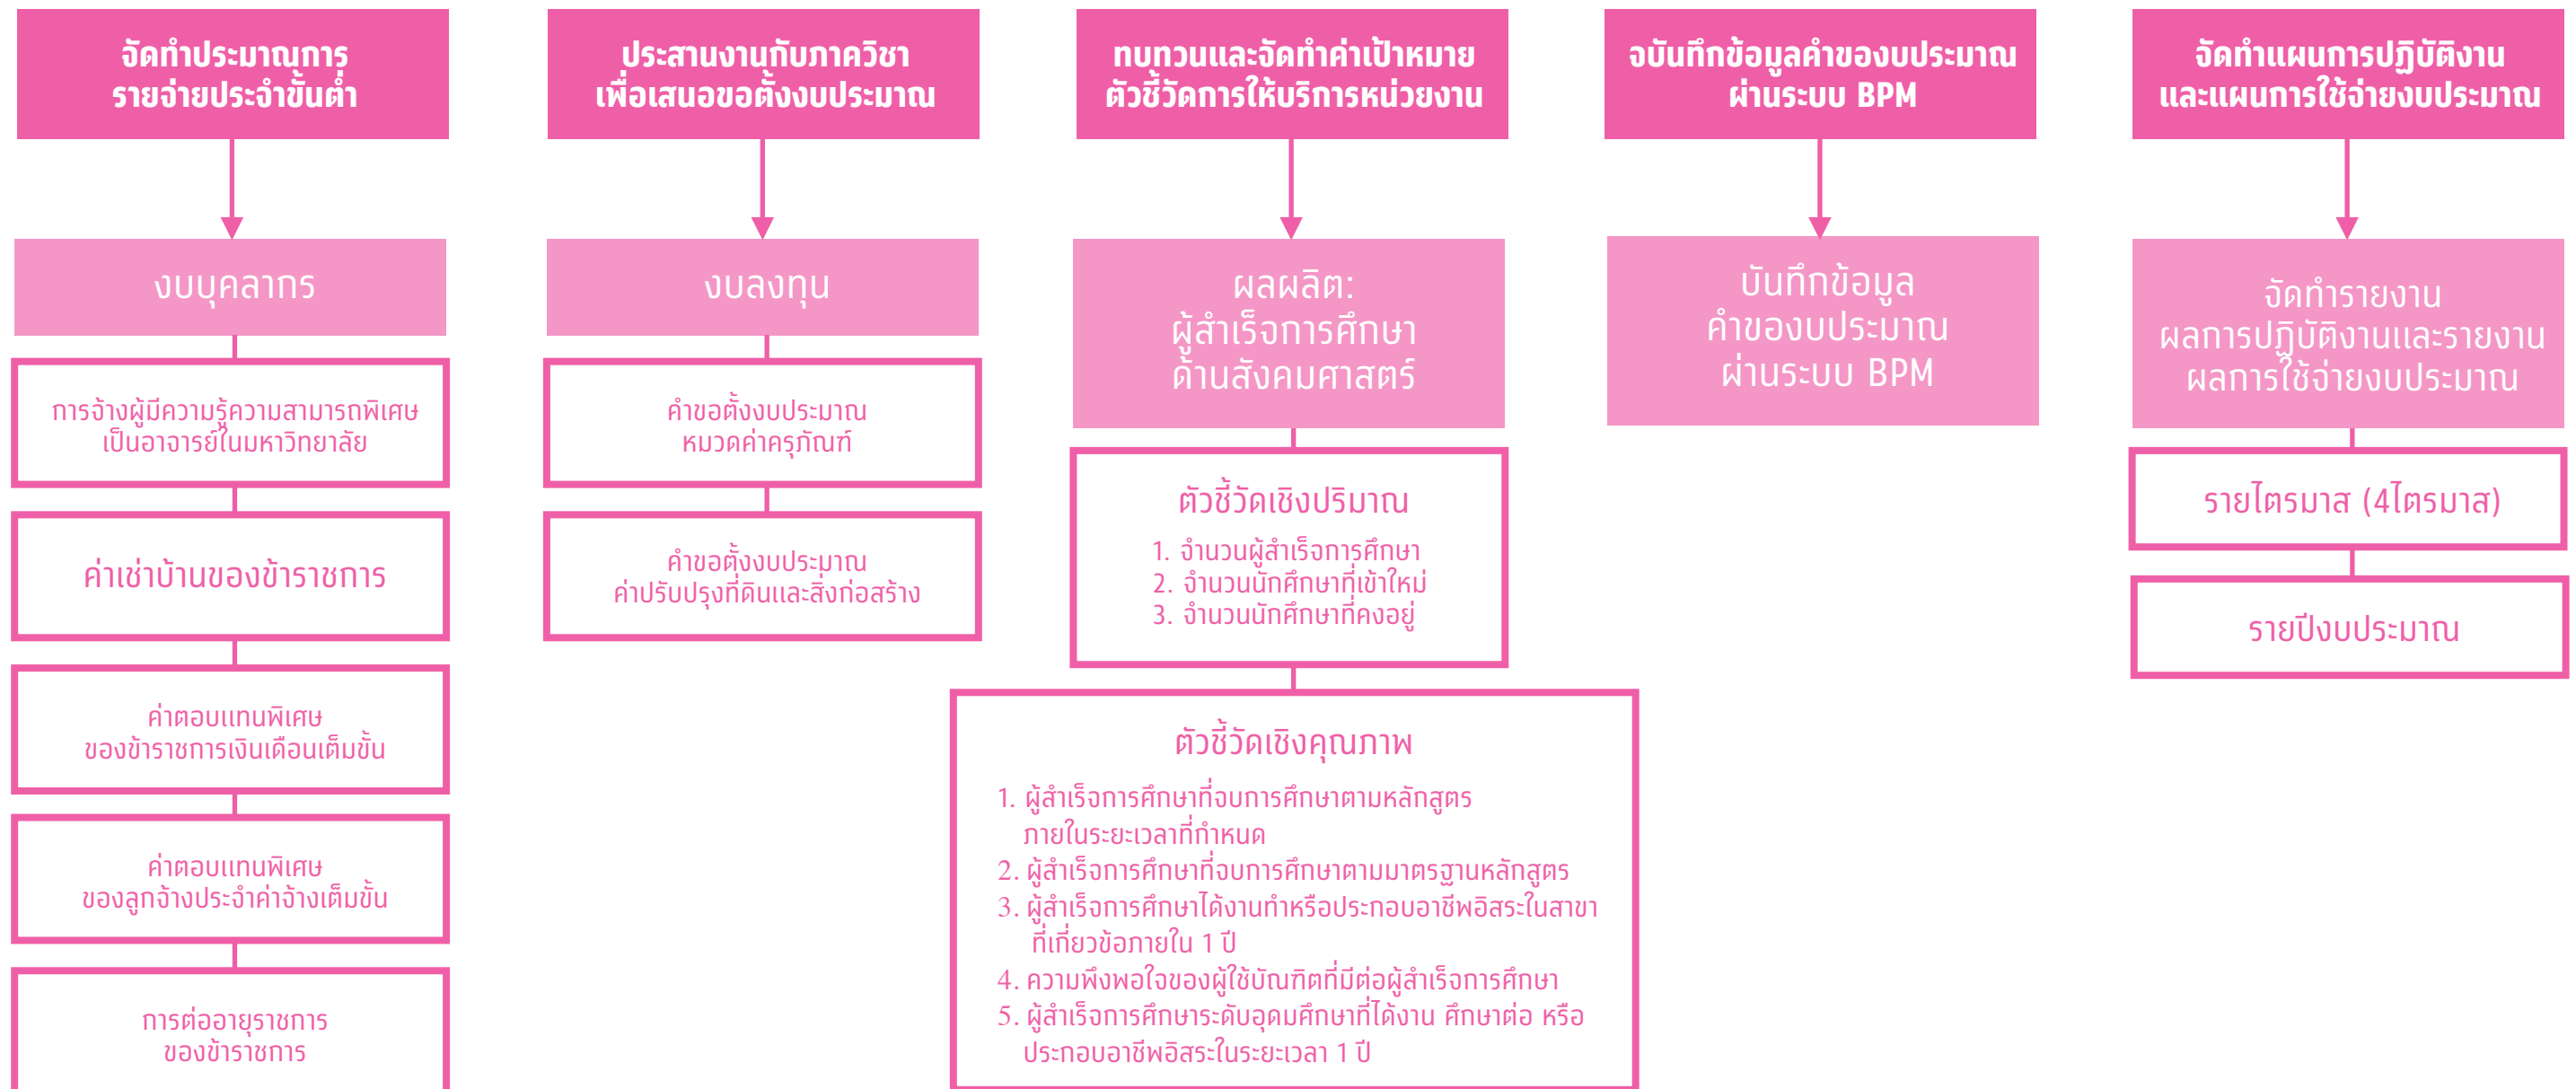 จัดทำประมาณการ
รายจ่ายประจำขั้นต่ำ
งบบุคลากร
การจ้างผู้มีความรู้ความสามารถพิเศษ
เป็นอาจารย์ในมหาวิทยาลัย
ค่าเช่าบ้านของข้าราชการ
ค่าตอบแทนพิเศษ
ของข้าราชการเงินเดือนเต็มขั้น
ค่าตอบแทนพิเศษ
ของลูกจ้างประจำค่าจ้างเต็มขั้น
การต่ออายุราชการ
ของข้าราชการ
ประสานงานกับภาควิชา
เพื่อเสนอขอตั้งงบประมาณ
งบลงทุน
คำขอตั้งงบประมาณ
หมวดค่าครุภัณฑ์
คำขอตั้งงบประมาณ
ค่าปรับปรุงที่ดินและสิ่งก่อสร้าง
ทบทวนและจัดทำค่าเป้าหมาย
ตัวชี้วัดการให้บริการหน่วยงาน
ผลผลิต:
ผู้สำเร็จการศึกษา
ด้านสังคมศาสตร์
ตัวชี้วัดเชิงปริมาณ
1. จำนวนผู้สำเร็จการศึกษา
2. จำนวนนักศึกษาที่เข้าใหม่
3. จำนวนนักศึกษาที่คงอยู่
ตัวชี้วัดเชิงคุณภาพ
1. ผู้สำเร็จการศึกษาที่จบการศึกษาตามหลักสูตร
ภายในระยะเวลาที่กำหนด
2. ผู้สำเร็จการศึกษาที่จบการศึกษาตามมาตรฐานหลักสูตร
3. ผู้สำเร็จการศึกษาได้งานทำหรือประกอบอาชีพอิสระในสาขา
ที่เกี่ยวข้อภายใน 1 ปี
4. ความพึงพอใจของผู้ใช้บัณฑิตที่มีต่อผู้สำเร็จการศึกษา
5. ผู้สำเร็จการศึกษาระดับอุดมศึกษาที่ได้งาน ศึกษาต่อ หรือ
ประกอบอาชีพอิสระในระยะเวลา 1 ปี
จบันทึกข้อมูลคำของบประมาณ
ผ่านระบบ BPM
บันทึกข้อมูล
คำของบประมาณ
ผ่านระบบ BPM
จัดทำแผนการปฏิบัติงาน
และแผนการใช้จ่ายงบประมาณ
จัดทำรายงาน
ผลการปฏิบัติงานและรายงาน
ผลการใช้จ่ายงบประมาณ
รายไตรมาส (4ไตรมาส)
รายปีงบประมาณ